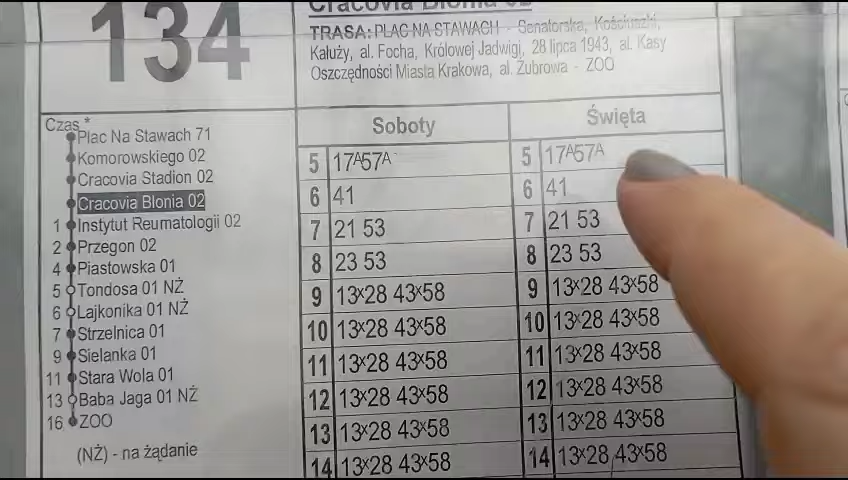 134
Cracovia Błonia 02
TRASA: PLAC NA STAWACH - Senatorska, Kościuszki,
Kałuży, al. Focha, Królowej Jadwigi, 28 lipca 1943, al. Kasy
Oszczędności Miasta Krakowa, al. Żubrowa - ZOO
Czas *
Plac Na Stawach 71
Komorowskiego 02
Cracovia Stadion 02
Cracovia Błonia 02
1 Instytut Reumatologii 02
2 Przegon 02
4 Piastowska 01
5 Tondosa 01 NŻ
6 Lajkonika 01 NŻ
7 Strzelnica 01
9 Sielanka 01
11 Stara Wola 01
13 Baba Jaga 01 NŻ
16 ZOO
(NŻ) - na żądanie
Soboty
5 17ᴬ57ᴬ
6 41
7 21 53
8 23 53
9 13ˣ28 43ˣ58
10 13ˣ28 43ˣ58
11 13ˣ28 43ˣ58
12 13ˣ28 43ˣ58
13 13ˣ28 43ˣ58
14 13ˣ28 43ˣ58
Święta
5 17ᴬ57ᴬ
6 41
7 21 53
8 23 53
9 13ˣ28 43ˣ58
10 13ˣ28 43ˣ58
11 13ˣ28 43ˣ58
12 13ˣ28 43ˣ58
13 13ˣ28 43ˣ58
14 13ˣ28 43ˣ58